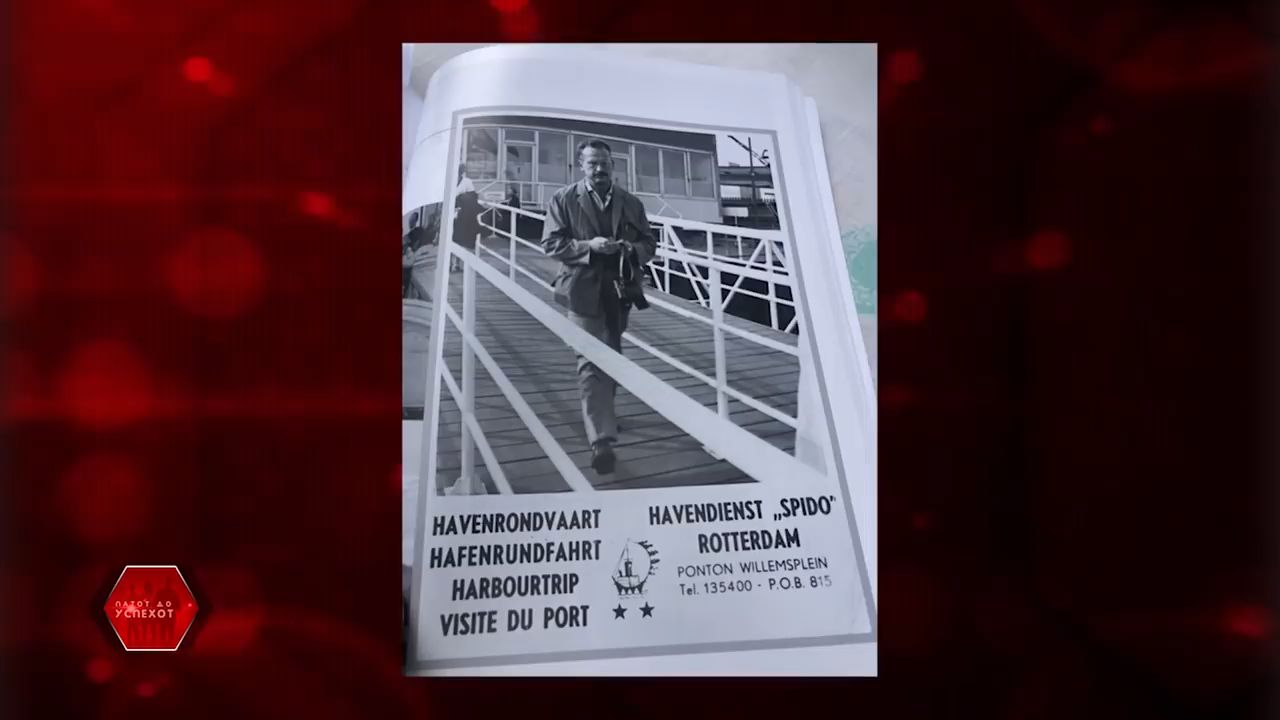 HAVENRONDVAART
HAFENRUNDFAHRT
HARBOURTRIP
VISITE DU PORT
HAVENDIENST „SPIDO"
ROTTERDAM
PONTON WILLEMSPLEIN
Tel. 135400 - P.O.B. 815
ПАТОТ ДО
УСПЕХОТ